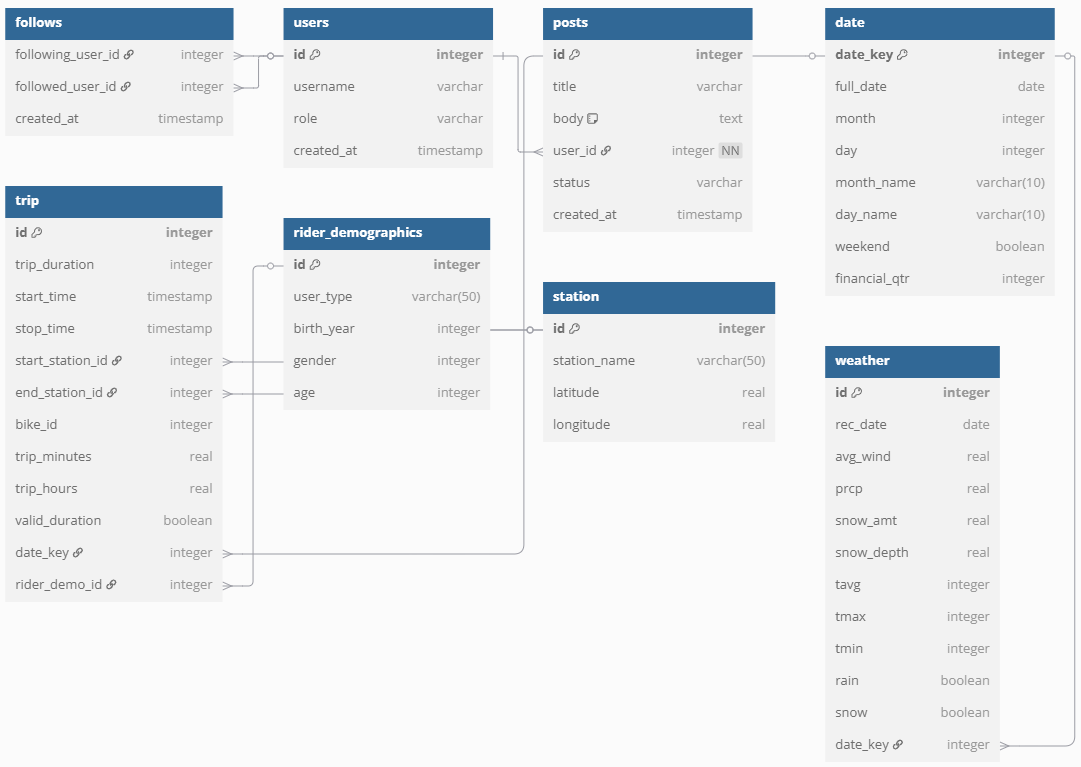 follows
following_user_id integer
followed_user_id integer
created_at timestamp
users
id integer
username varchar
role varchar
created_at timestamp
posts
id integer
title varchar
body text
user_id integer NN
status varchar
created_at timestamp
date
date_key integer
full_date date
month integer
day integer
month_name varchar(10)
day_name varchar(10)
weekend boolean
financial_qtr integer
trip
id integer
trip_duration integer
start_time timestamp
stop_time timestamp
start_station_id integer
end_station_id integer
bike_id integer
trip_minutes real
trip_hours real
valid_duration boolean
date_key integer
rider_demo_id integer
rider_demographics
id integer
user_type varchar(50)
birth_year integer
gender integer
age integer
station
id integer
station_name varchar(50)
latitude real
longitude real
weather
id integer
rec_date date
avg_wind real
prcp real
snow_amt real
snow_depth real
tavg integer
tmax integer
tmin integer
rain boolean
snow boolean
date_key integer